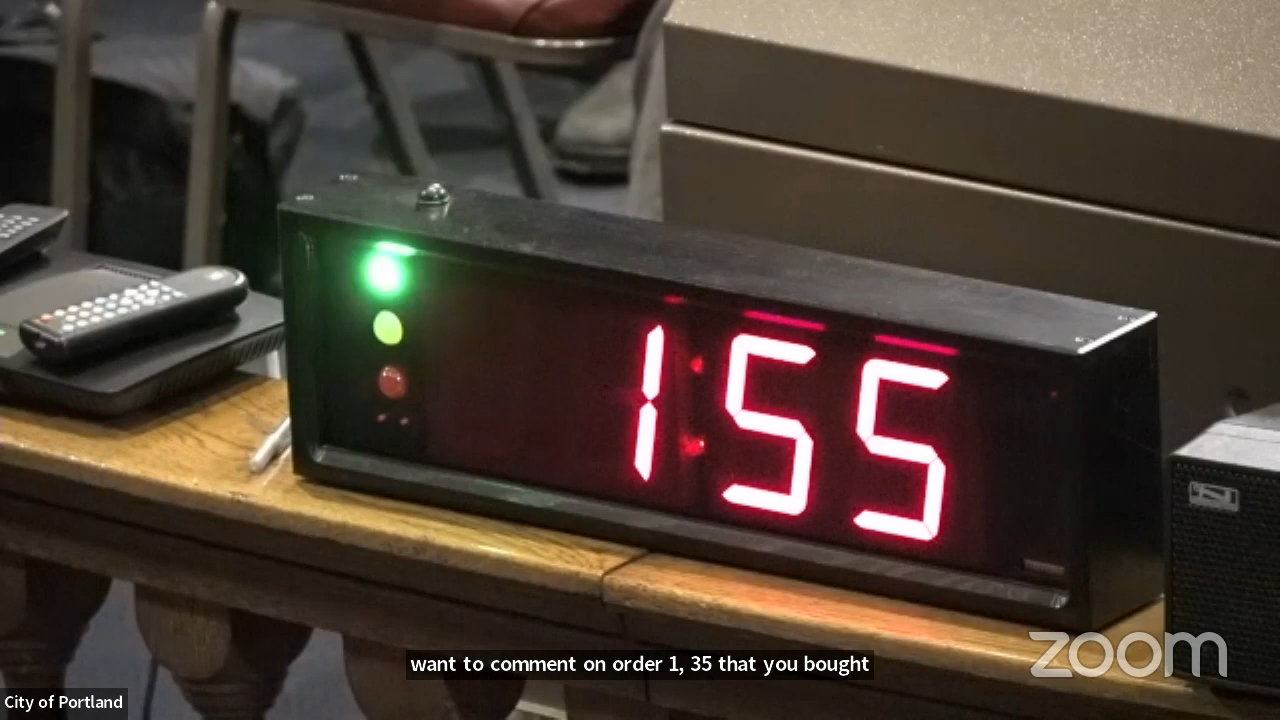 1:55
want to comment on order 1, 35 that you bought
zoom
City of Portland